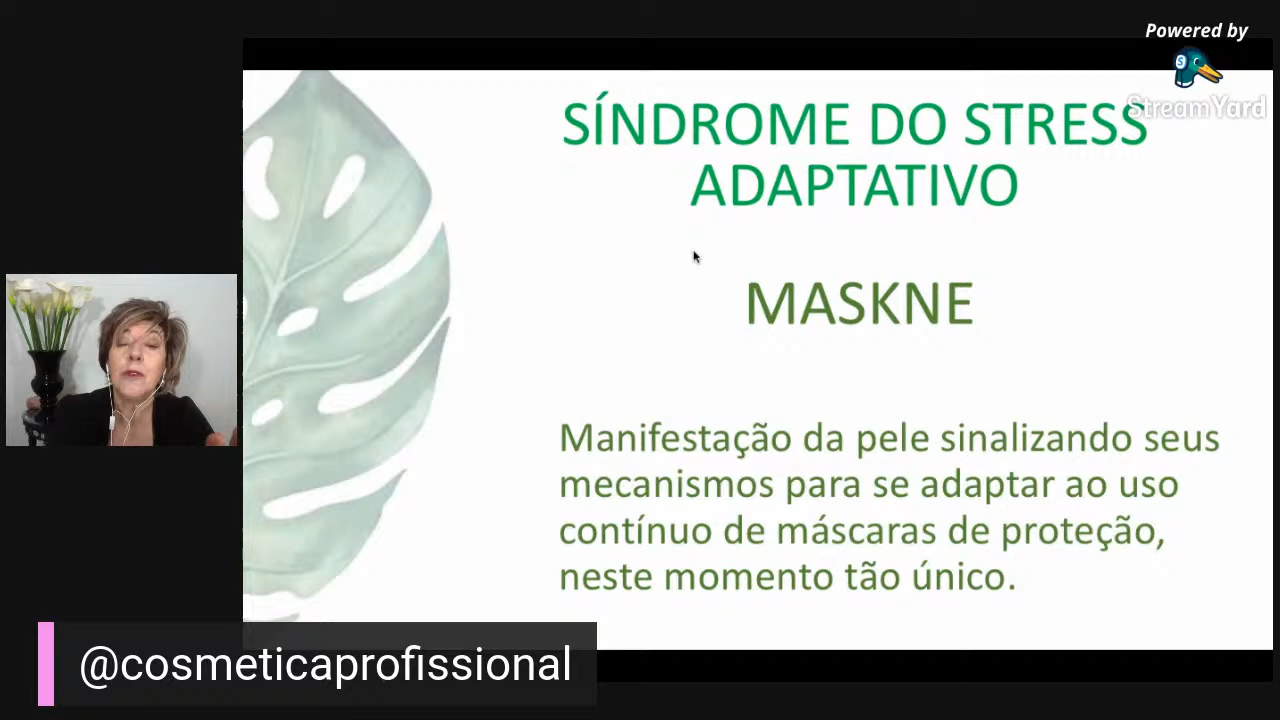 Powered by
StreamYard
SÍNDROME DO STRESS
ADAPTATIVO
MASKNE
Manifestação da pele sinalizando seus
mecanismos para se adaptar ao uso
contínuo de máscaras de proteção,
neste momento tão único.
@cosmeticaprofissional